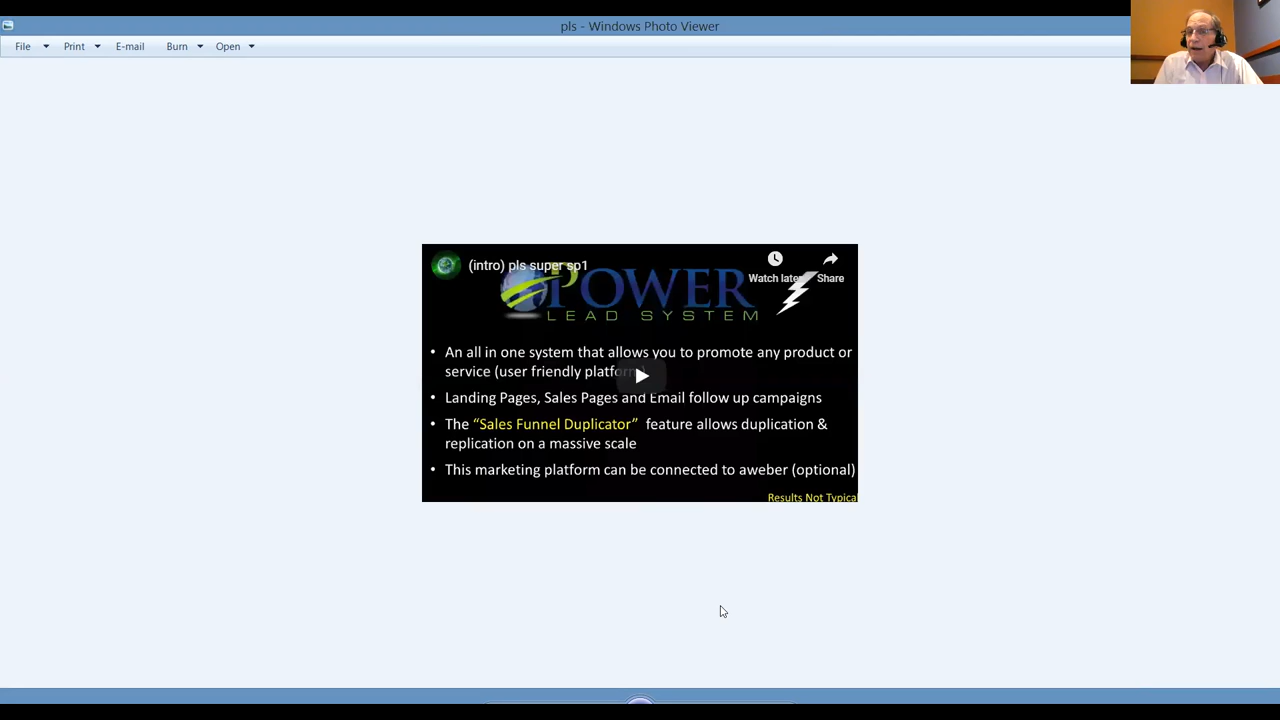 pls - Windows Photo Viewer
File Print E-mail Burn Open
(intro) pls super sp1
Watch later Share
POWER
LEAD SYSTEM
• An all in one system that allows you to promote any product or
service (user friendly platform)
• Landing Pages, Sales Pages and Email follow up campaigns
• The “Sales Funnel Duplicator” feature allows duplication &
replication on a massive scale
• This marketing platform can be connected to aweber (optional)
Results Not Typical